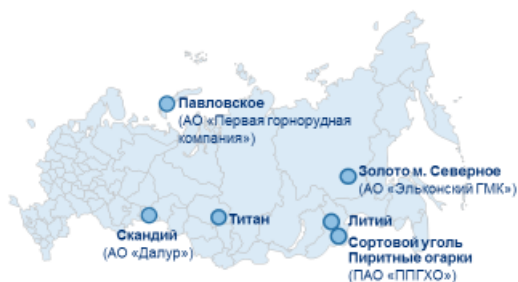 Павловское
(АО «Первая горнорудная
компания»)
Золото м. Северное
(АО «Эльконский ГМК»)
Титан
Литий
Скандий
(АО «Далур»)
Сортовой уголь
Пиритные огарки
(ПАО «ППГХО»)